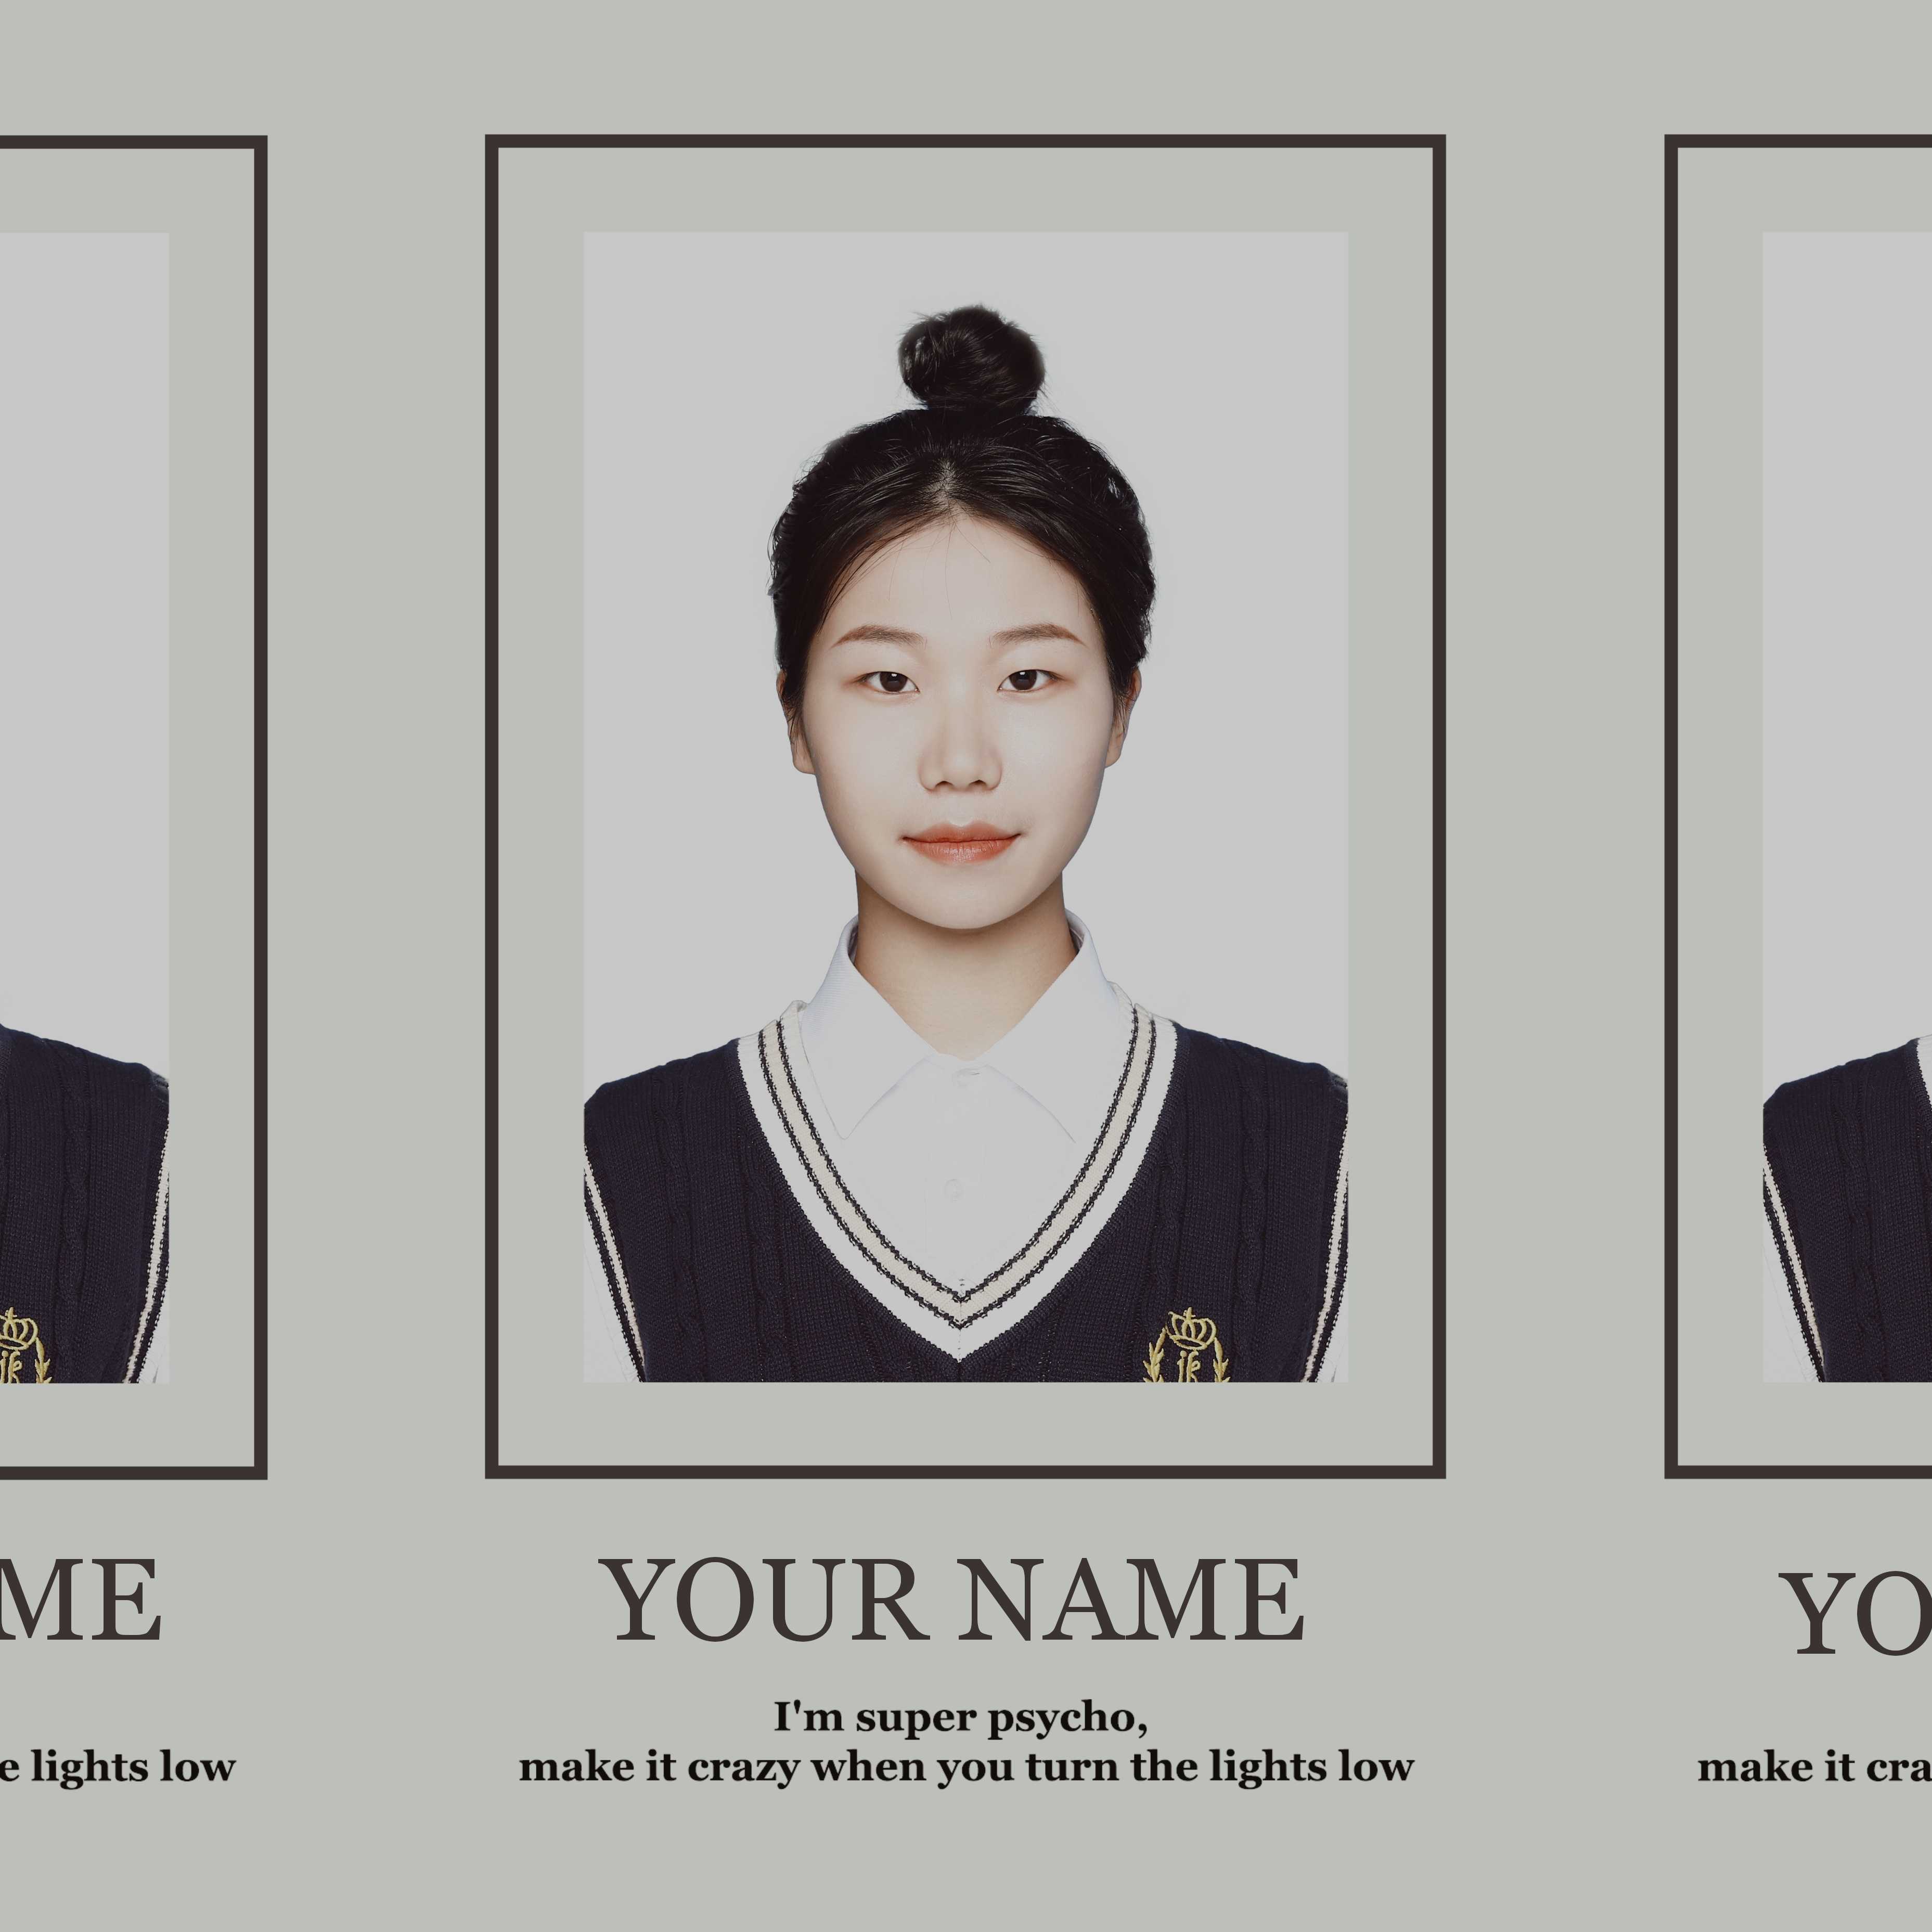 ME
YOUR NAME
YO
I'm super psycho,
e lights low
make it crazy when you turn the lights low
make it cra